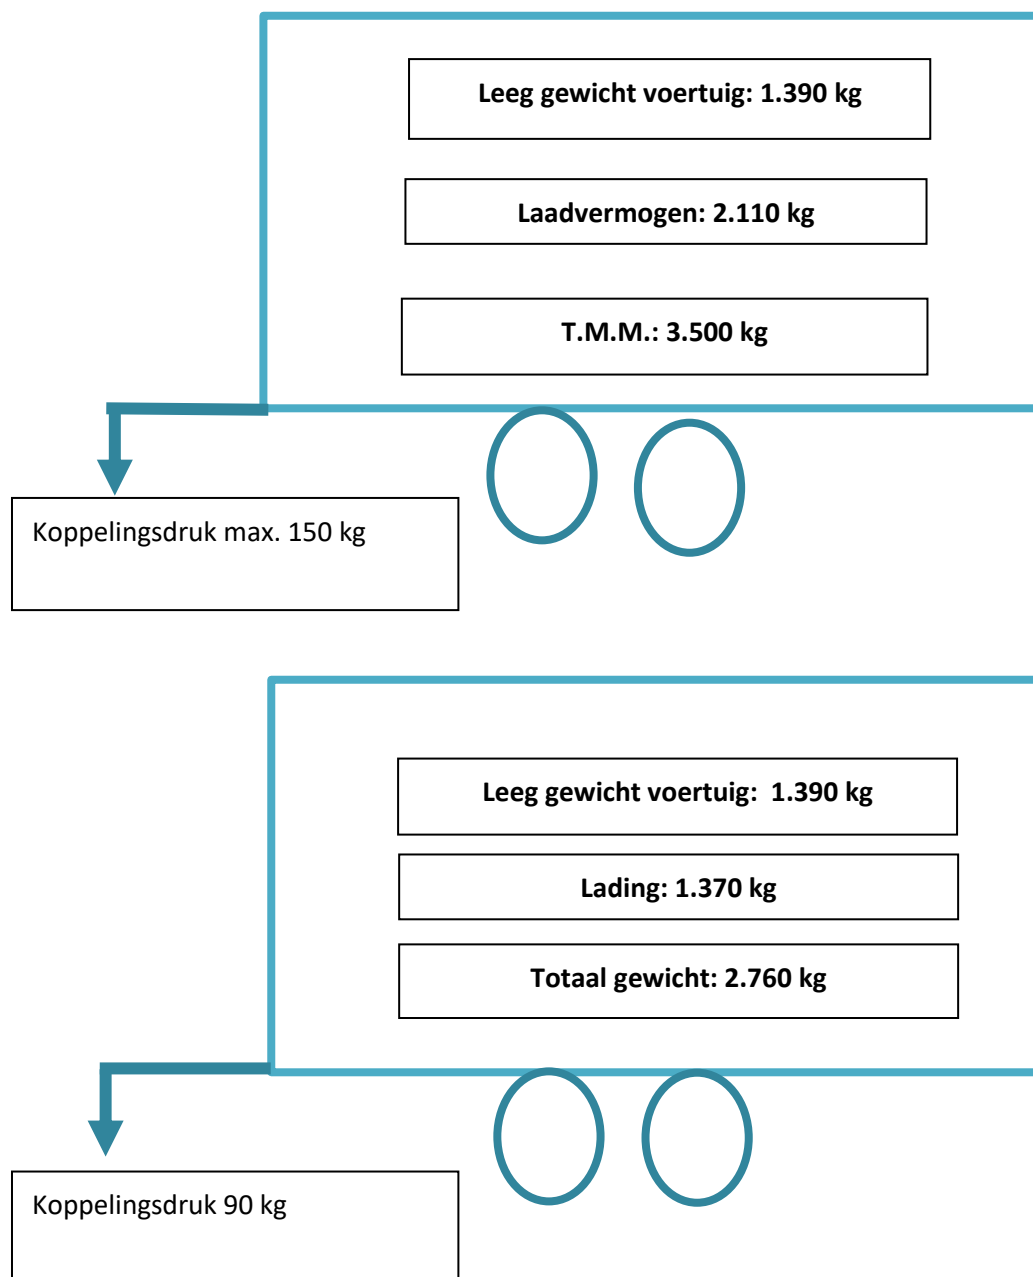 Leeg gewicht voertuig: 1.390 kg
Laadvermogen: 2.110 kg
T.M.M.: 3.500 kg
Koppelingsdruk max. 150 kg
Leeg gewicht voertuig:  1.390 kg
Lading: 1.370 kg
Totaal gewicht: 2.760 kg
Koppelingsdruk 90 kg